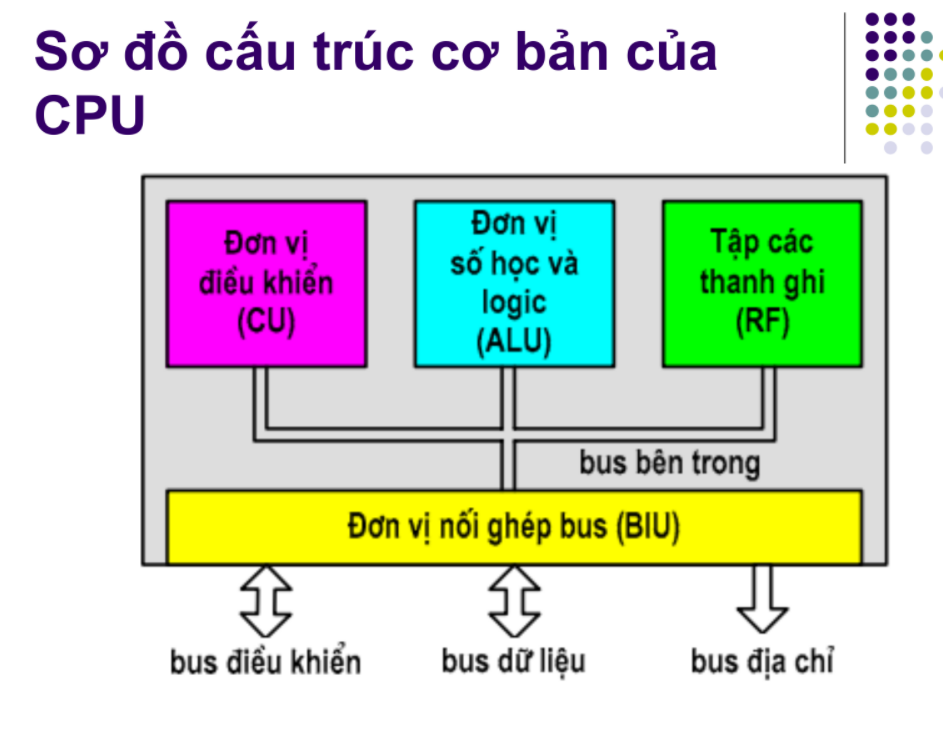 Sơ đồ cấu trúc cơ bản của
CPU
Đơn vị
điều khiển
(CU)
Đơn vị
số học và
logic
(ALU)
Tập các
thanh ghi
(RF)
bus bên trong
Đơn vị nối ghép bus (BIU)
bus điều khiển
bus dữ liệu
bus địa chỉ